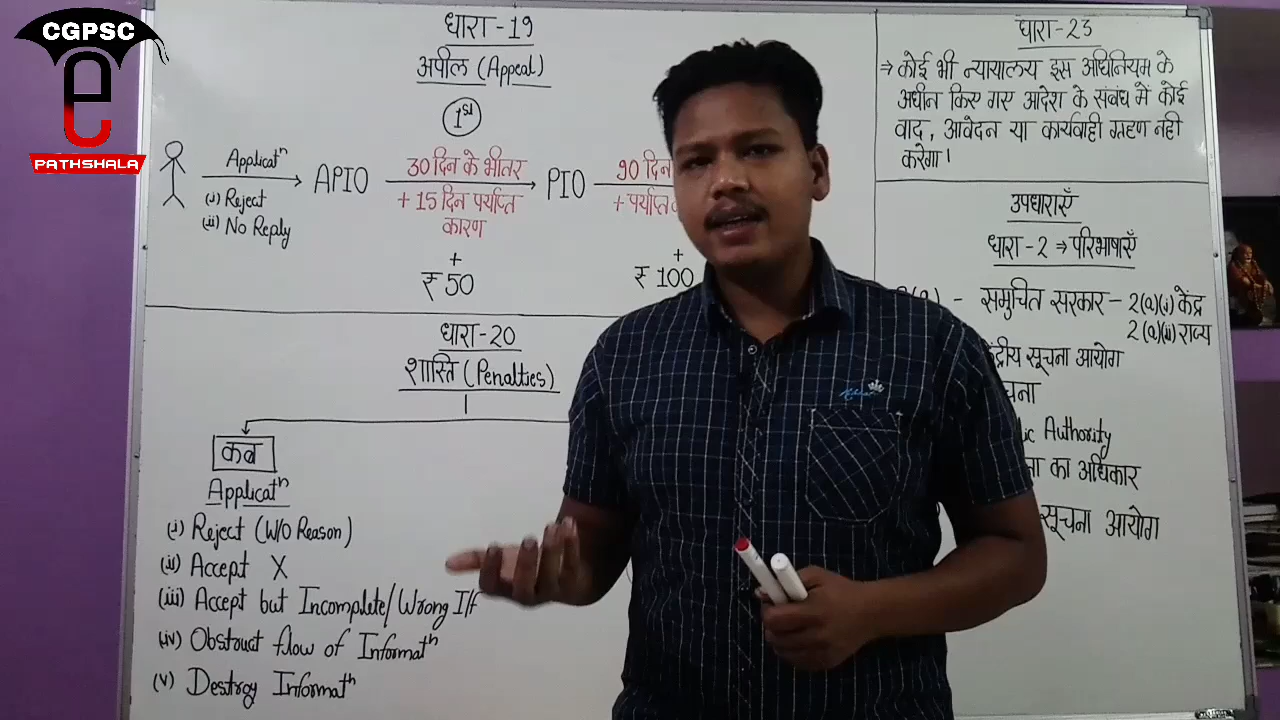 CGPSC
e
PATHSHALA
धारा-19
अपील (Appeal)
1st
Applicatn
(i) Reject
(ii) No Reply
APIO
30 दिन के भीतर
+ 15 दिन पर्याप्त
कारण
+
₹ 50
PIO
90 दिन
+ पर्याप्त
+
₹ 100
धारा-20
शास्ति (Penalties)
कब
Applicatn
(i) Reject (W/O Reason)
(ii) Accept X
(iii) Accept but Incomplete/Wrong I/f
(iv) Obstruct flow of Informatn
(v) Destroy Informatn
धारा-23
⇒ कोई भी न्यायालय इस अधिनियम के
अधीन किए गए आदेश के संबंध में कोई
वाद, आवेदन या कार्यवाही ग्रहण नही
करेगा।
उपधाराएँ
धारा-2 ⇒ परिभाषाएँ
- समुचित सरकार - 2(a)(i) केंद्र
2(a)(ii) राज्य
सूचना आयोग
Authority
का अधिकार
सूचना आयोग